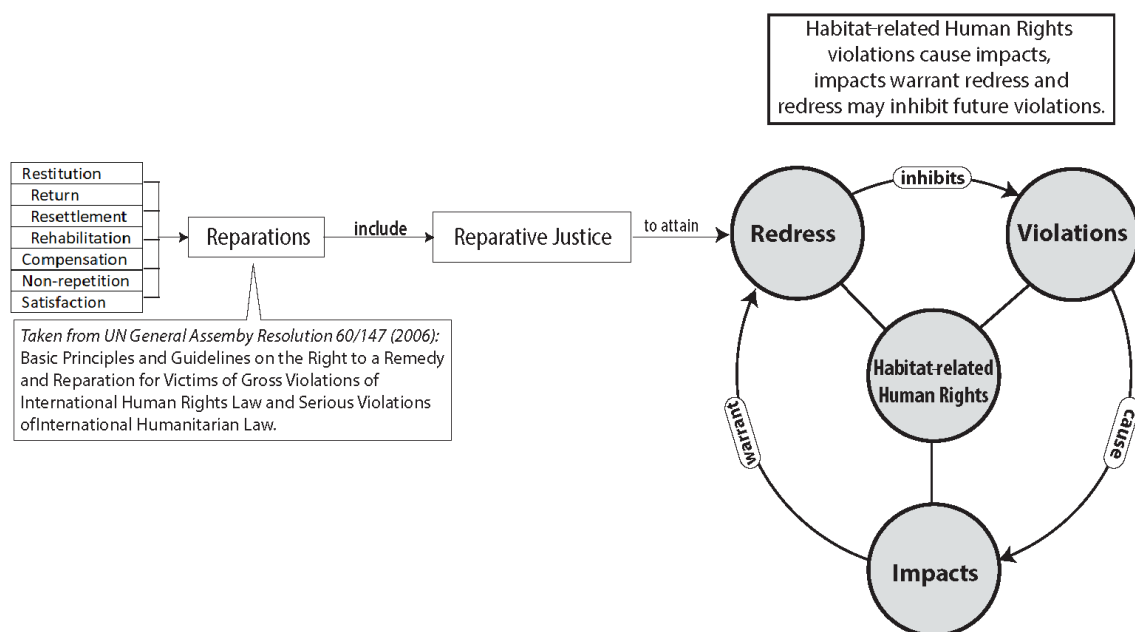 Habitat-related Human Rights
violations cause impacts,
impacts warrant redress and
redress may inhibit future violations.
Restitution
Return
Resettlement
Rehabilitation
Compensation
Non-repetition
Satisfaction
Reparations
include
Reparative Justice
to attain
Redress
inhibits
Violations
Habitat-related
Human Rights
warrant
cause
Impacts
Taken from UN General Assemby Resolution 60/147 (2006):
Basic Principles and Guidelines on the Right to a Remedy
and Reparation for Victims of Gross Violations of
International Human Rights Law and Serious Violations
ofInternational Humanitarian Law.